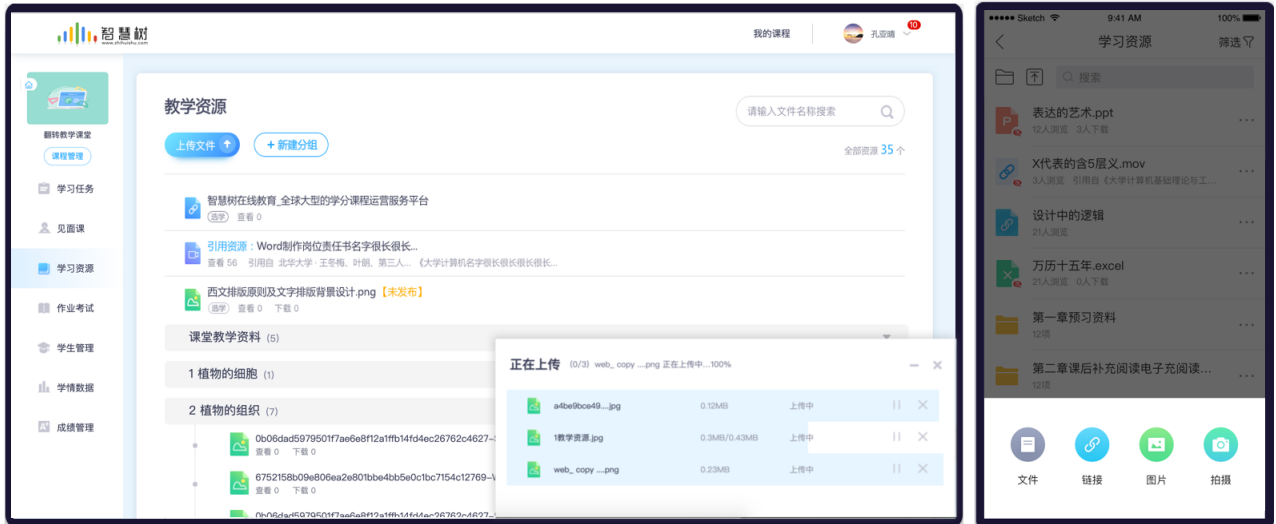 智慧树
www.zhihuishu.com
我的课程
孔亚晴
10
翻转教学课堂
课程管理
学习任务
见面课
学习资源
作业考试
学生管理
学情数据
成绩管理
教学资源
请输入文件名称搜索
上传文件
+ 新建分组
全部资源 35 个
智慧树在线教育_全球大型的学分课程运营服务平台
选学 查看 0
引用资源：Word制作岗位责任书名字很长很长...
查看 56 引用自 北华大学 · 王冬梅、叶朗、第三人... 《大学计算机名字很长很长很长很长...
西文排版原则及文字排版背景设计.png【未发布】
选学 查看 0 下载 0
课堂教学资料 (5)
1 植物的细胞 (1)
2 植物的组织 (7)
0b06dad5979501f7ae6e8f12a1ffb14fd4ec26762c4627-
查看 0 下载 0
6752158b09e806ea2e801bbe4bb5e0c1bc7154c12769-
查看 0 下载 0
0b06dad5979501f7ae6e8f12a1ffb14fd4ec26762c4627-
正在上传 (0/3) web_ copy ....png 正在上传中...100%
a4be9bce49....jpg 0.12MB 上传中
1教学资源.jpg 0.3MB/0.43MB 上传中
web_ copy ....png 0.23MB 上传中
Sketch 9:41 AM 100%
学习资源 筛选
搜索
表达的艺术.ppt
12人浏览 3人下载
X代表的含5层义.mov
3人浏览 引用自《大学计算机基础理论与工...
设计中的逻辑
21人浏览
万历十五年.excel
21人浏览 0人下载
第一章预习资料
12项
第二章课后补充阅读电子充阅读...
12项
文件 链接 图片 拍摄